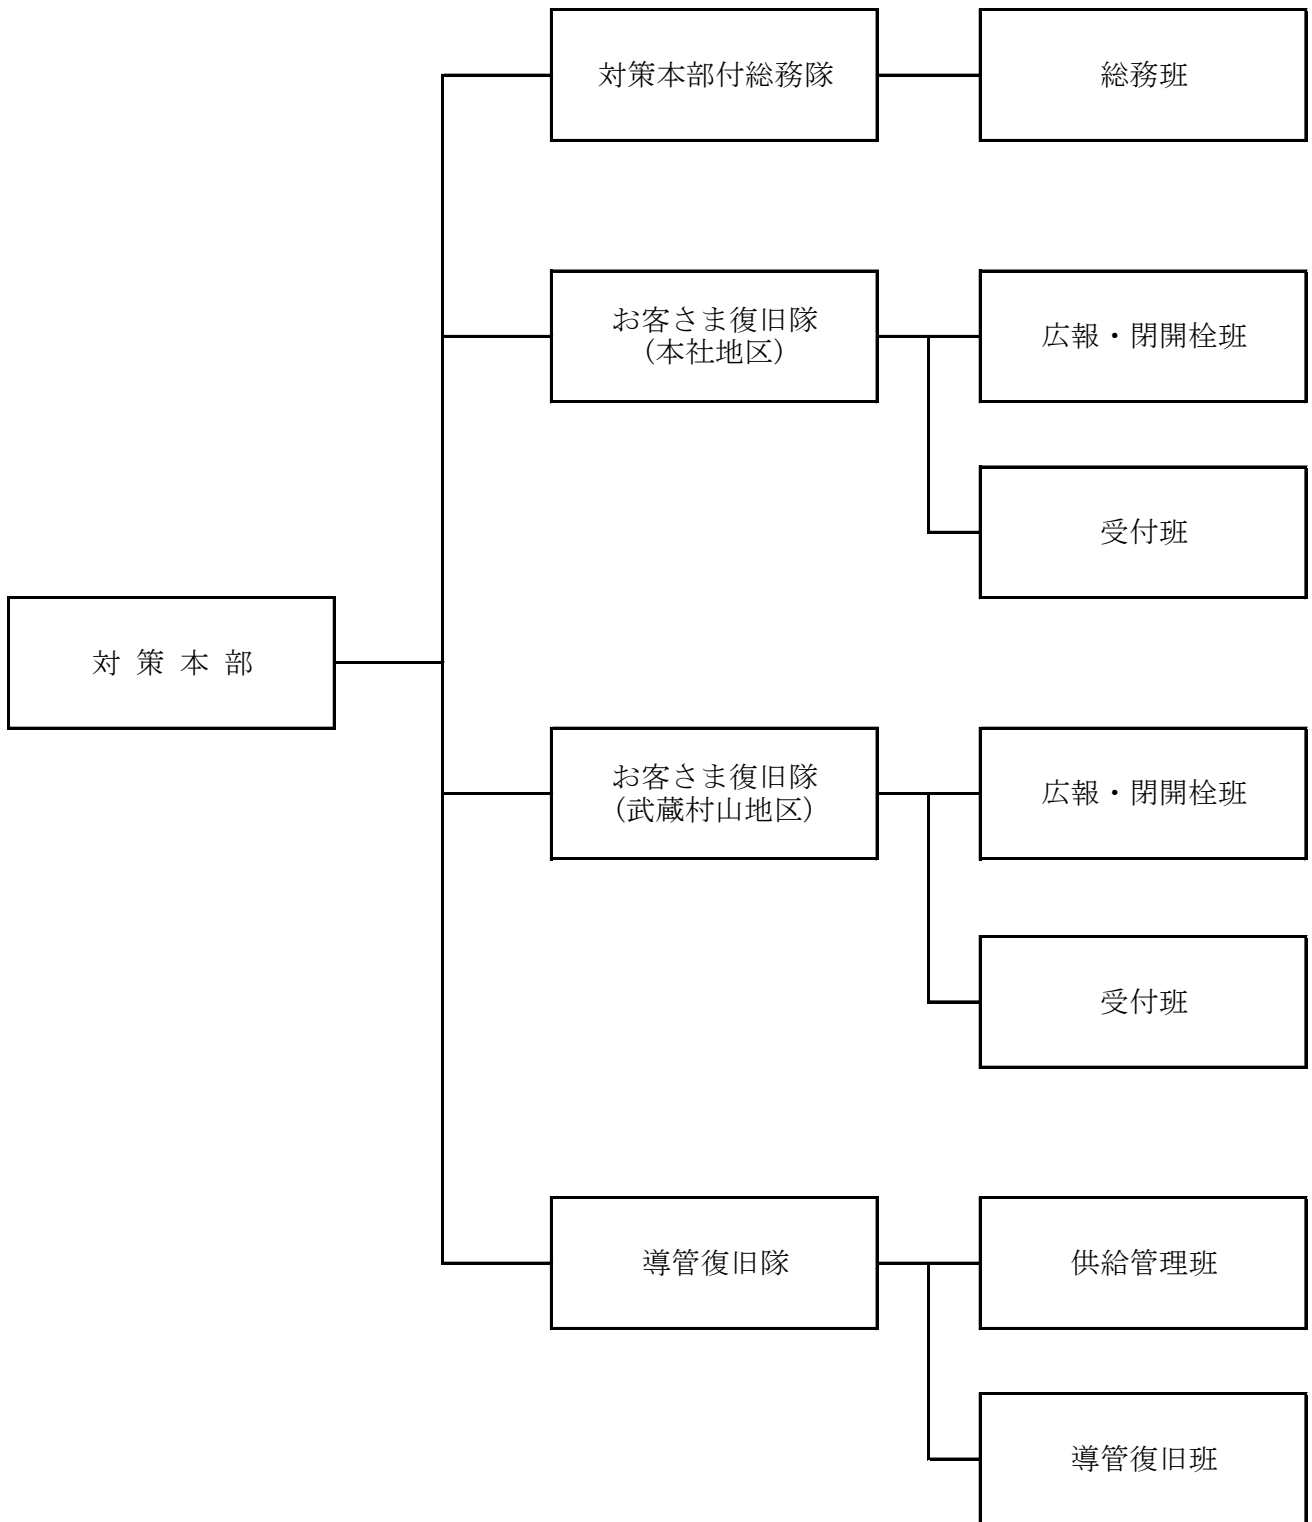 対策本部付総務隊
総務班
お客さま復旧隊
（本社地区）
広報・閉開栓班
受付班
対 策 本 部
お客さま復旧隊
（武蔵村山地区）
広報・閉開栓班
受付班
導管復旧隊
供給管理班
導管復旧班